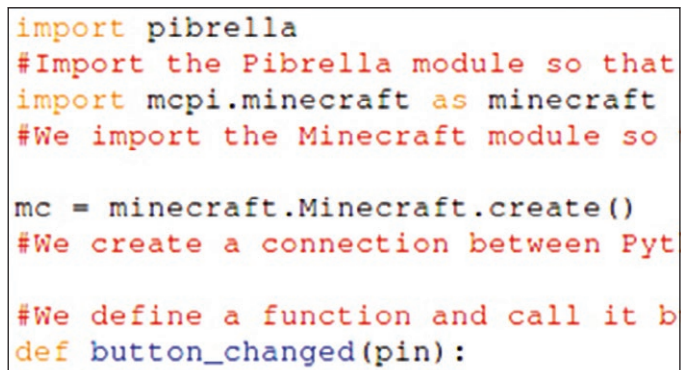 import pibrella
#Import the Pibrella module so that
import mcpi.minecraft as minecraft
#We import the Minecraft module so
mc = minecraft.Minecraft.create()
#We create a connection between
#We define a function and call it
def button_changed(pin):